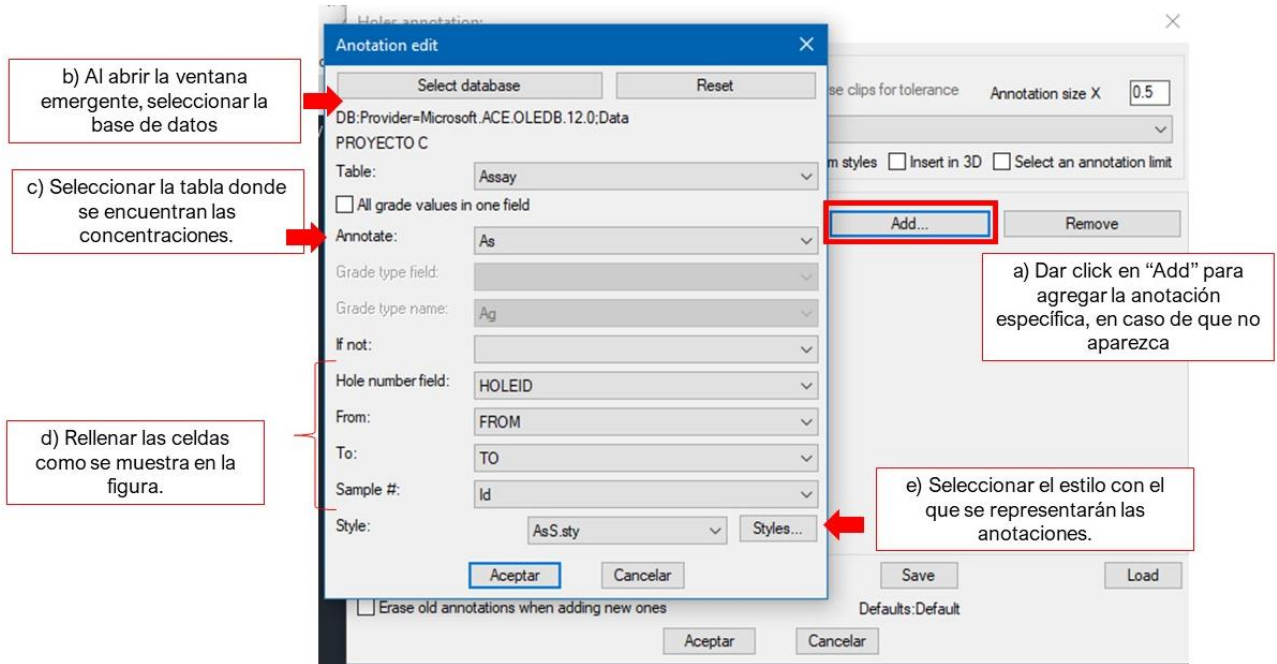 Holes annotation:
Anotation edit
b) Al abrir la ventana
emergente, seleccionar la
base de datos
Select database
Reset
se clips for tolerance
Annotation size X
0.5
DB:Provider=Microsoft.ACE.OLEDB.12.0;Data
PROYECTO C
m styles
Insert in 3D
Select an annotation limit
Table:
Assay
c) Seleccionar la tabla donde
se encuentran las
concentraciones.
All grade values in one field
Add...
Remove
Annotate:
As
Grade type field:
a) Dar click en “Add” para
agregar la anotación
específica, en caso de que no
aparezca
Grade type name:
Ag
If not:
Hole number field:
HOLEID
From:
FROM
d) Rellenar las celdas
como se muestra en la
figura.
To:
TO
Sample #:
Id
e) Seleccionar el estilo con el
que se representarán las
anotaciones.
Style:
AsS.sty
Styles...
Aceptar
Cancelar
Save
Load
Erase old annotations when adding new ones
Defaults:Default
Aceptar
Cancelar